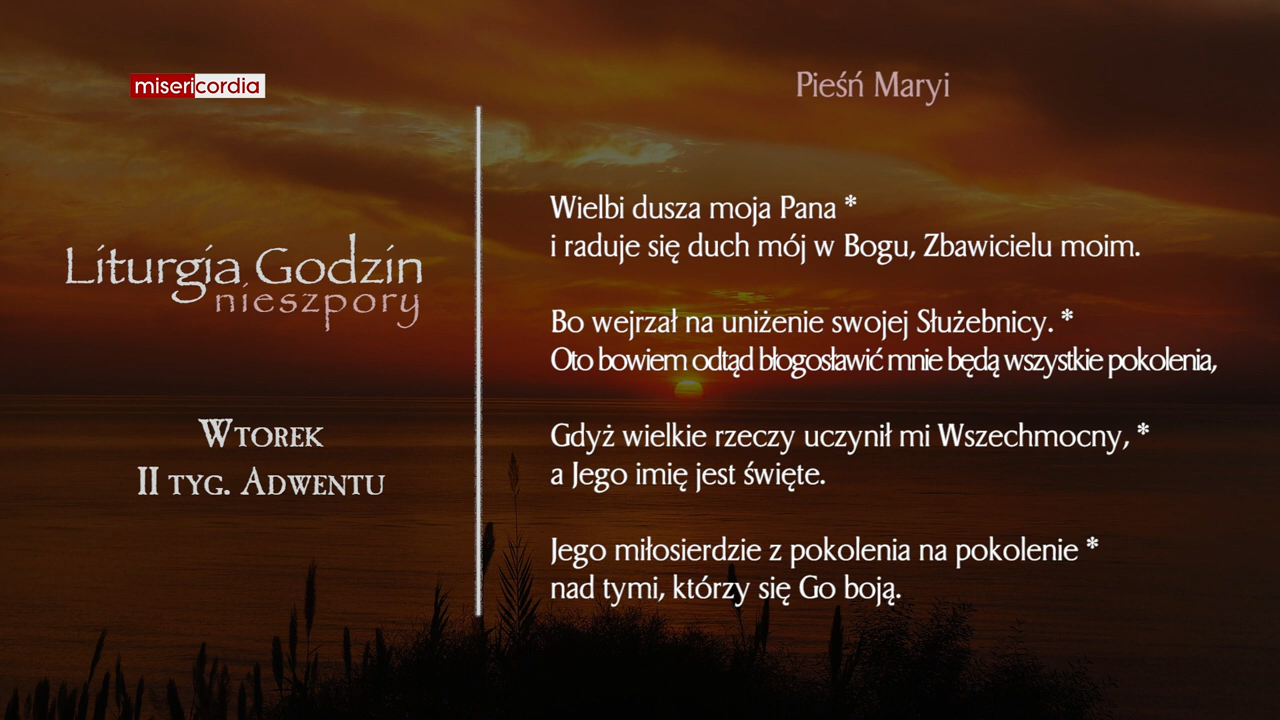 misericordia
Pieśń Maryi
Liturgia Godzin
nieszpory
Wtorek
II tyg. Adwentu
Wielbi dusza moja Pana *
i raduje się duch mój w Bogu, Zbawicielu moim.
Bo wejrzał na uniżenie swojej Służebnicy. *
Oto bowiem odtąd błogosławić mnie będą wszystkie pokolenia,
Gdyż wielkie rzeczy uczynił mi Wszechmocny, *
a Jego imię jest święte.
Jego miłosierdzie z pokolenia na pokolenie *
nad tymi, którzy się Go boją.